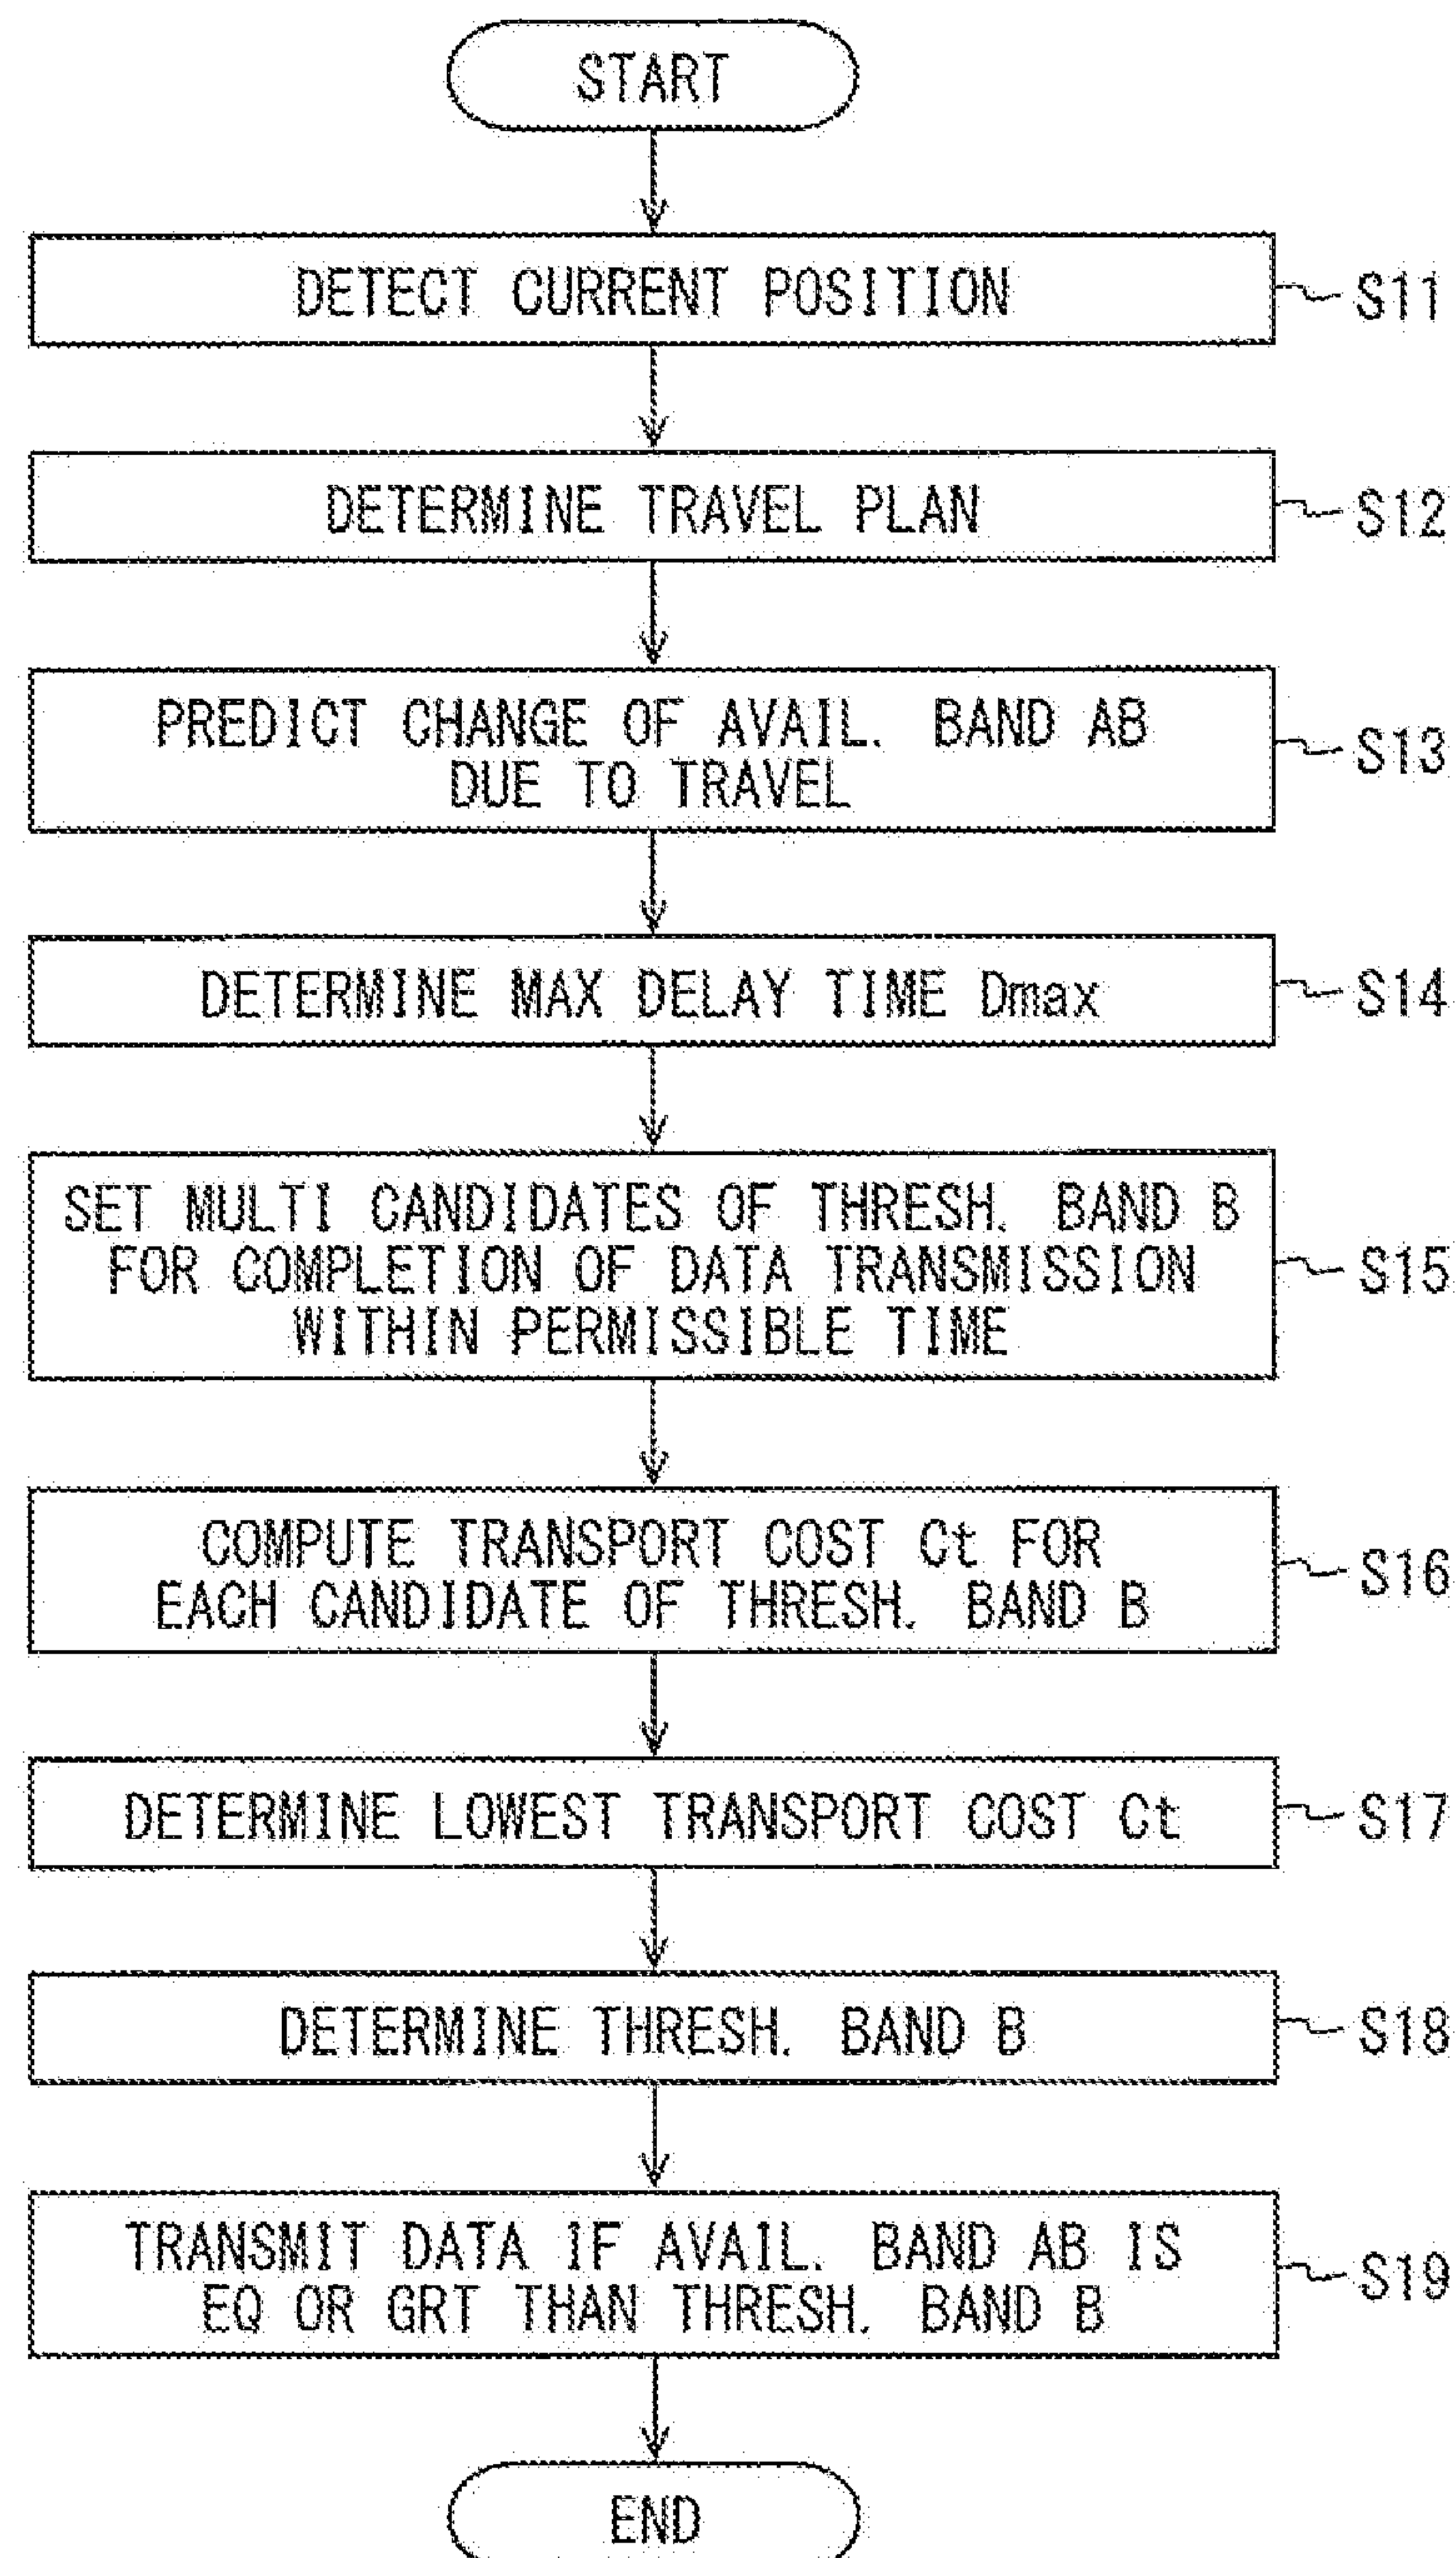 START
DETECT CURRENT POSITION
S11
DETERMINE TRAVEL PLAN
S12
PREDICT CHANGE OF AVAIL. BAND AB
DUE TO TRAVEL
S13
DETERMINE MAX DELAY TIME Dmax
S14
SET MULTI CANDIDATES OF THRESH. BAND B
FOR COMPLETION OF DATA TRANSMISSION
WITHIN PERMISSIBLE TIME
S15
COMPUTE TRANSPORT COST Ct FOR
EACH CANDIDATE OF THRESH. BAND B
S16
DETERMINE LOWEST TRANSPORT COST Ct
S17
DETERMINE THRESH. BAND B
S18
TRANSMIT DATA IF AVAIL. BAND AB IS
EQ OR GRT THAN THRESH. BAND B
S19
END